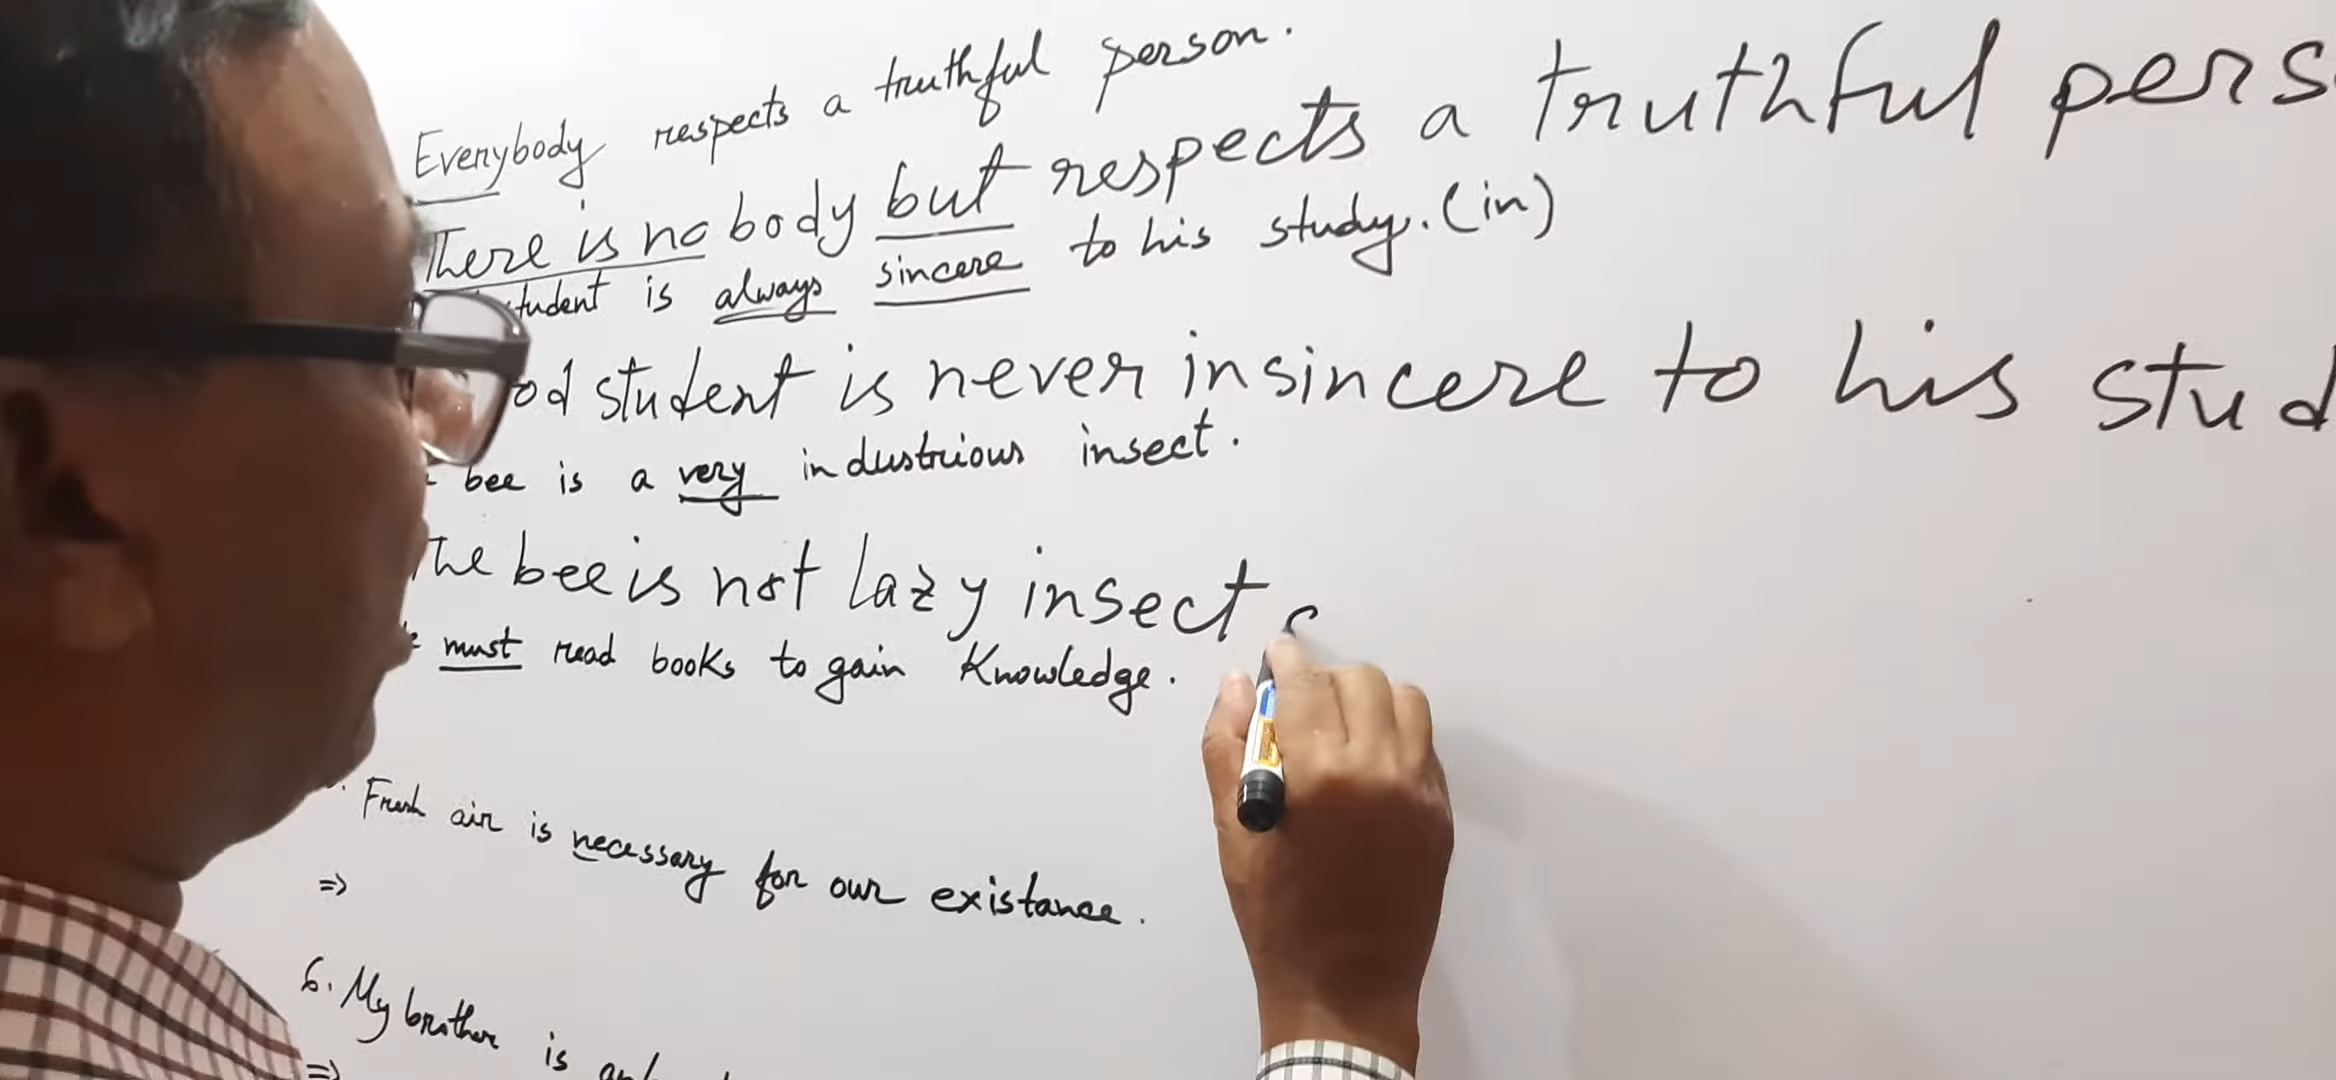 Everybody respects a truthful person.
There is nobody but respects a truthful pers
student is always sincere to his study. (in)
od student is never insincere to his stud
bee is a very industrious insect.
The bee is not lazy insect
must read books to gain Knowledge.
Fresh air is necessary for our existance.
=>
6. My brother is
=>